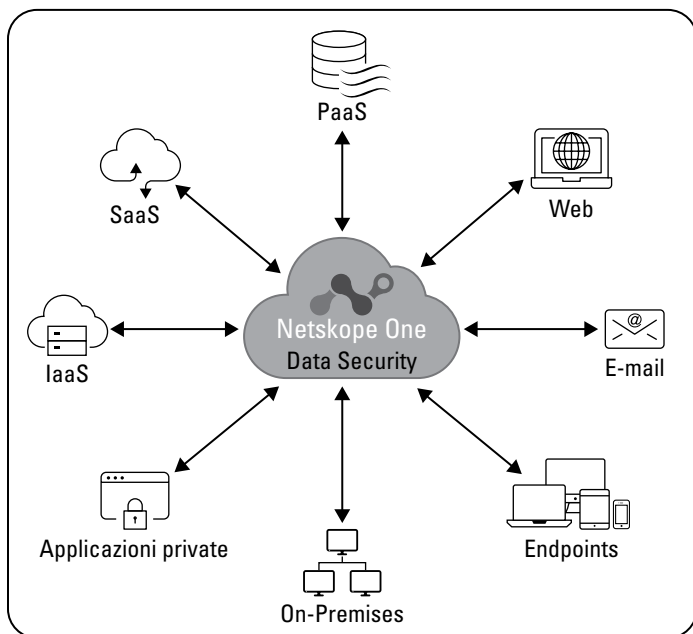 PaaS
SaaS
Web
Netskope One
Data Security
IaaS
@
E-mail
Applicazioni private
Endpoints
On-Premises